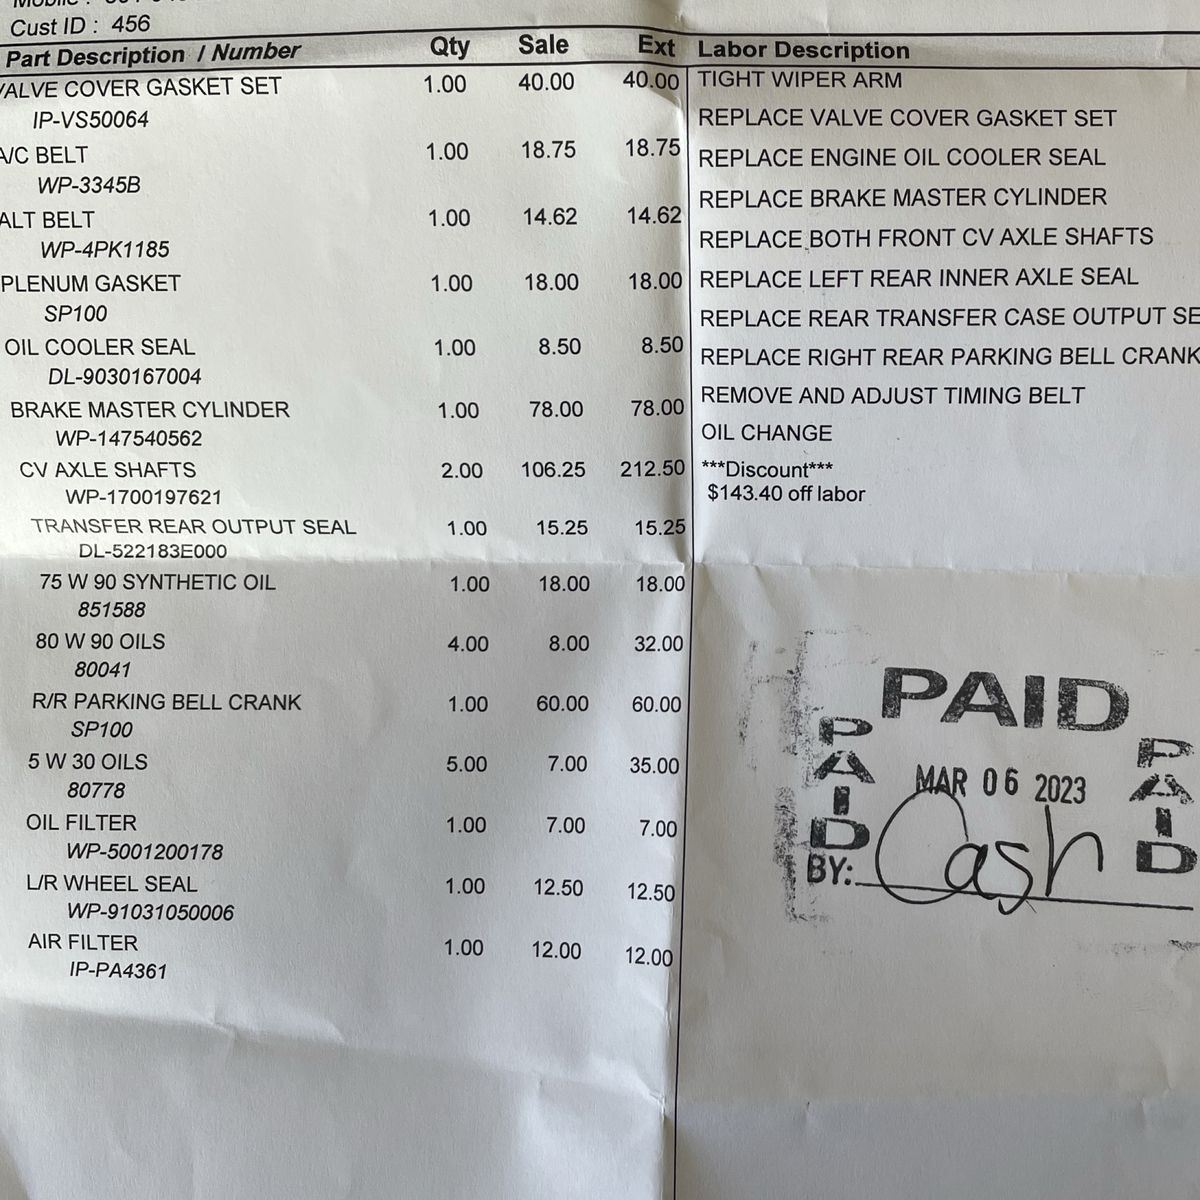 Cust ID : 456
Part Description / Number Qty Sale Ext Labor Description
VALVE COVER GASKET SET 1.00 40.00 40.00
IP-VS50064
A/C BELT 1.00 18.75 18.75
WP-3345B
ALT BELT 1.00 14.62 14.62
WP-4PK1185
PLENUM GASKET 1.00 18.00 18.00
SP100
OIL COOLER SEAL 1.00 8.50 8.50
DL-9030167004
BRAKE MASTER CYLINDER 1.00 78.00 78.00
WP-147540562
CV AXLE SHAFTS 2.00 106.25 212.50
WP-1700197621
TRANSFER REAR OUTPUT SEAL 1.00 15.25 15.25
DL-522183E000
75 W 90 SYNTHETIC OIL 1.00 18.00 18.00
851588
80 W 90 OILS 4.00 8.00 32.00
80041
R/R PARKING BELL CRANK 1.00 60.00 60.00
SP100
5 W 30 OILS 5.00 7.00 35.00
80778
OIL FILTER 1.00 7.00 7.00
WP-5001200178
L/R WHEEL SEAL 1.00 12.50 12.50
WP-91031050006
AIR FILTER 1.00 12.00 12.00
IP-PA4361
TIGHT WIPER ARM
REPLACE VALVE COVER GASKET SET
REPLACE ENGINE OIL COOLER SEAL
REPLACE BRAKE MASTER CYLINDER
REPLACE BOTH FRONT CV AXLE SHAFTS
REPLACE LEFT REAR INNER AXLE SEAL
REPLACE REAR TRANSFER CASE OUTPUT SE
REPLACE RIGHT REAR PARKING BELL CRANK
REMOVE AND ADJUST TIMING BELT
OIL CHANGE
***Discount***
$143.40 off labor
PAID
PAID
PAID
MAR 06 2023
BY: Cash